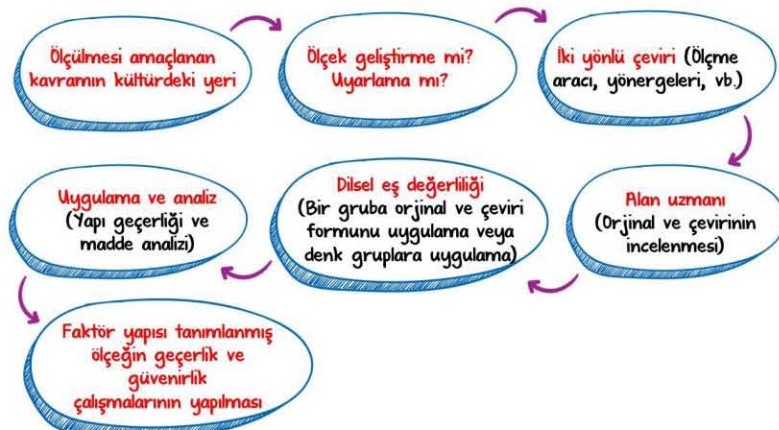 Ölçülmesi amaçlanan
kavramın kültürdeki yeri
Ölçek geliştirme mi?
Uyarlama mı?
İki yönlü çeviri (Ölçme
aracı, yönergeleri, vb.)
Alan uzmanı
(Orjinal ve çevirinin
incelenmesi)
Dilsel eş değerliliği
(Bir gruba orjinal ve çeviri
formunu uygulama veya
denk gruplara uygulama)
Uygulama ve analiz
(Yapı geçerliği ve
madde analizi)
Faktör yapısı tanımlanmış
ölçeğin geçerlik ve
güvenirlik
çalışmalarının yapılması